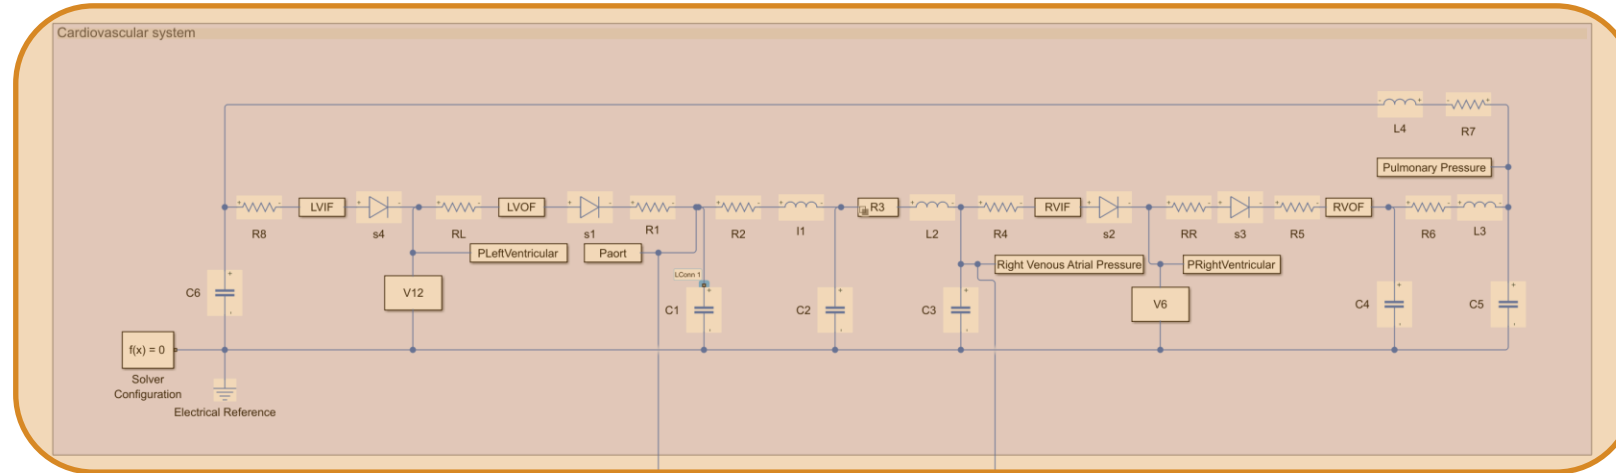 Cardiovascular system
L4
R7
Pulmonary Pressure
R8
LVIF
s4
RL
LVOF
s1
R1
R2
l1
R3
L2
R4
RVIF
s2
RR
s3
R5
RVOF
R6
L3
PLeftVentricular
Paort
Right Venous Atrial Pressure
PRightVentricular
LConn 1
C6
V12
C1
C2
C3
V6
C4
C5
f(x) = 0
Solver
Configuration
Electrical Reference